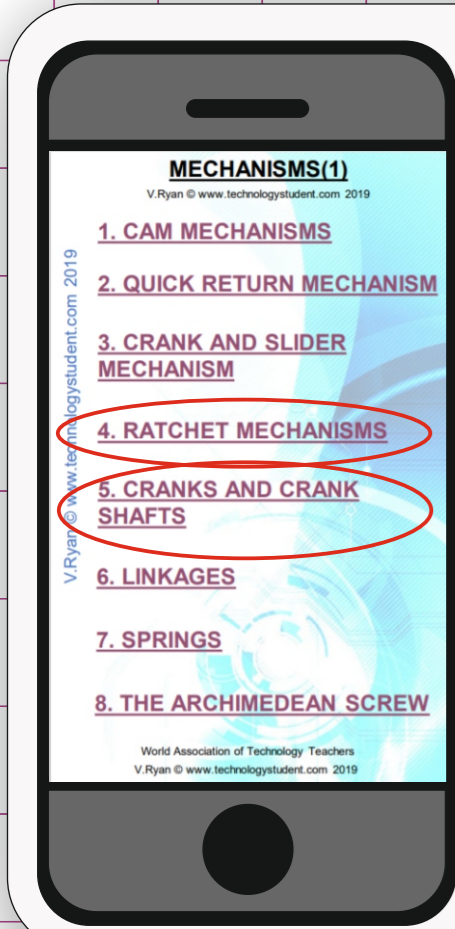 MECHANISMS(1)
V.Ryan © www.technologystudent.com 2019
1. CAM MECHANISMS
2. QUICK RETURN MECHANISM
3. CRANK AND SLIDER
MECHANISM
4. RATCHET MECHANISMS
5. CRANKS AND CRANK
SHAFTS
6. LINKAGES
7. SPRINGS
8. THE ARCHIMEDEAN SCREW
World Association of Technology Teachers
V.Ryan © www.technologystudent.com 2019
V.Ryan © www.technologystudent.com 2019